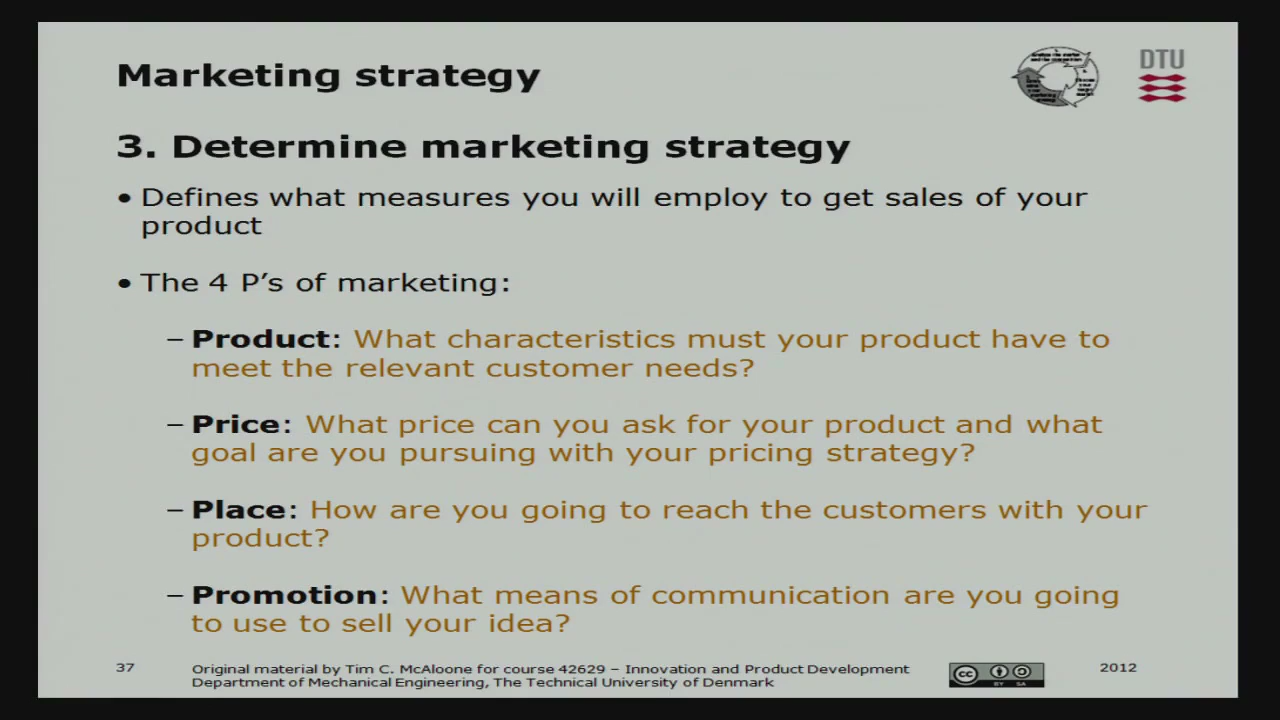 Marketing strategy
DTU
3. Determine marketing strategy
• Defines what measures you will employ to get sales of your
product
• The 4 P’s of marketing:
– Product: What characteristics must your product have to
meet the relevant customer needs?
– Price: What price can you ask for your product and what
goal are you pursuing with your pricing strategy?
– Place: How are you going to reach the customers with your
product?
– Promotion: What means of communication are you going
to use to sell your idea?
37
Original material by Tim C. McAloone for course 42629 – Innovation and Product Development
Department of Mechanical Engineering, The Technical University of Denmark
cc
BY SA
2012